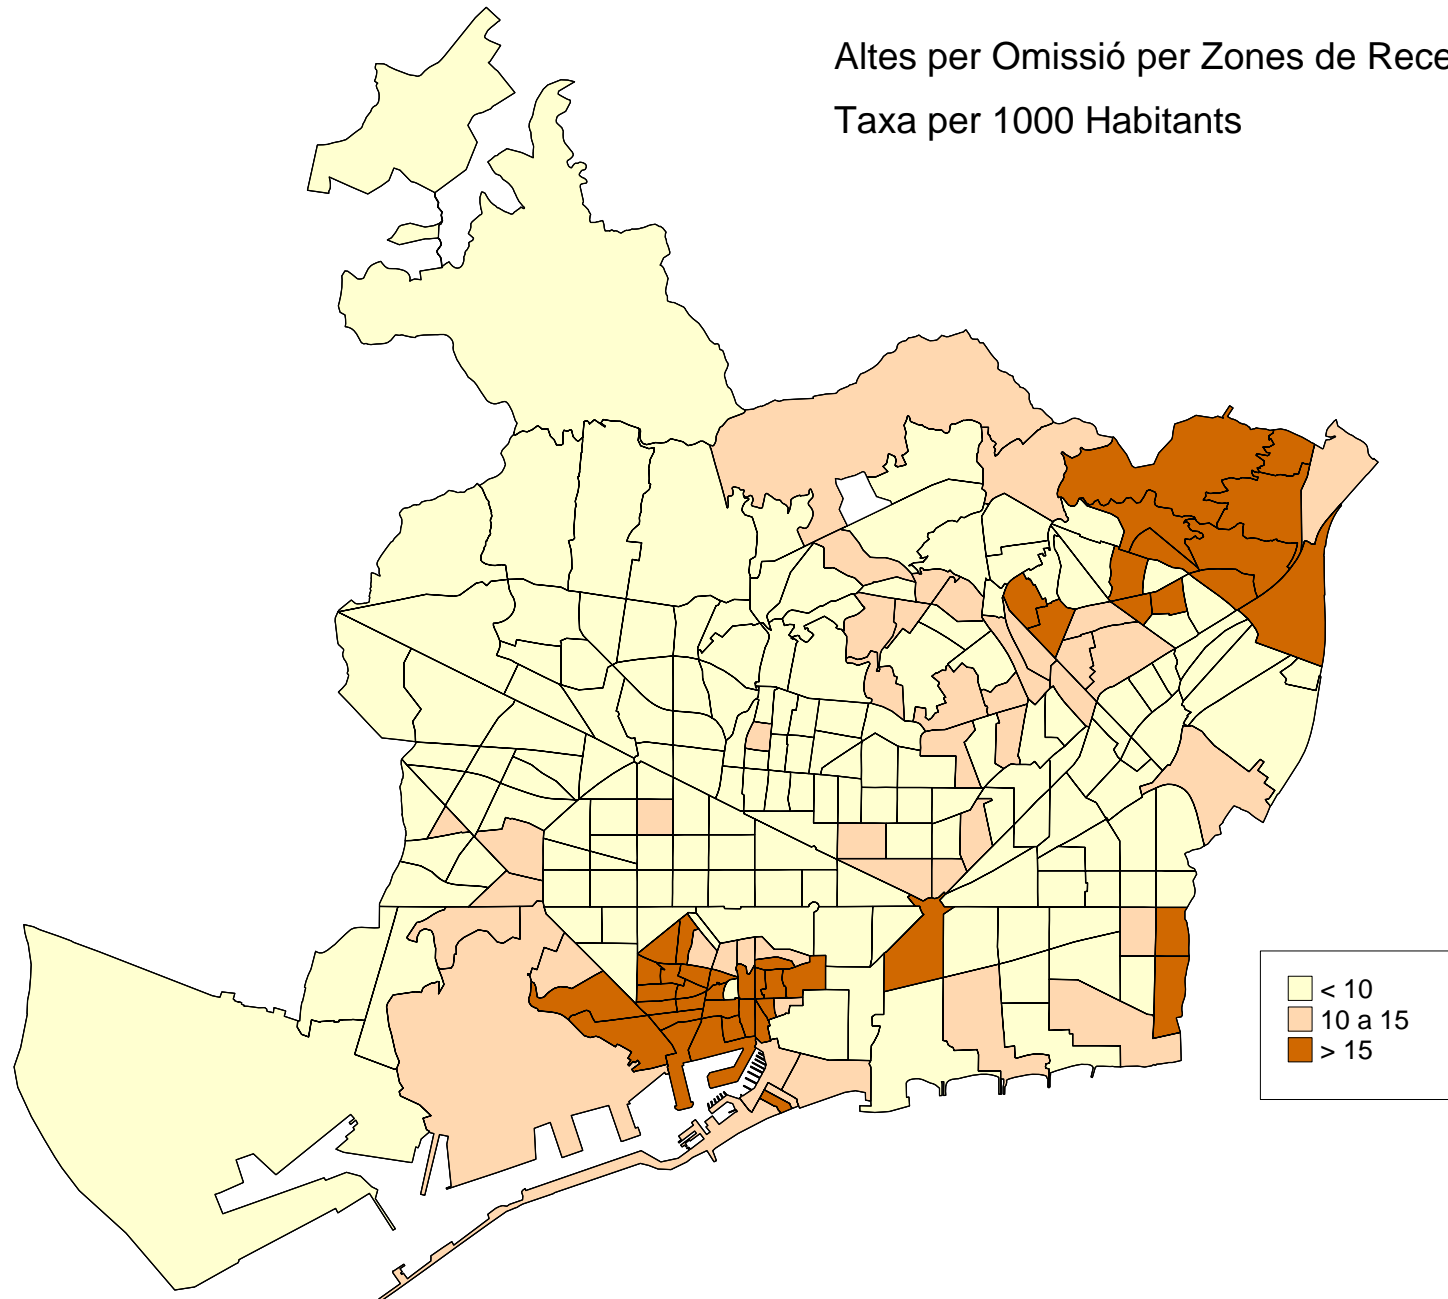 Altes per Omissió per Zones de Rece
Taxa per 1000 Habitants
< 10
10 a 15
> 15